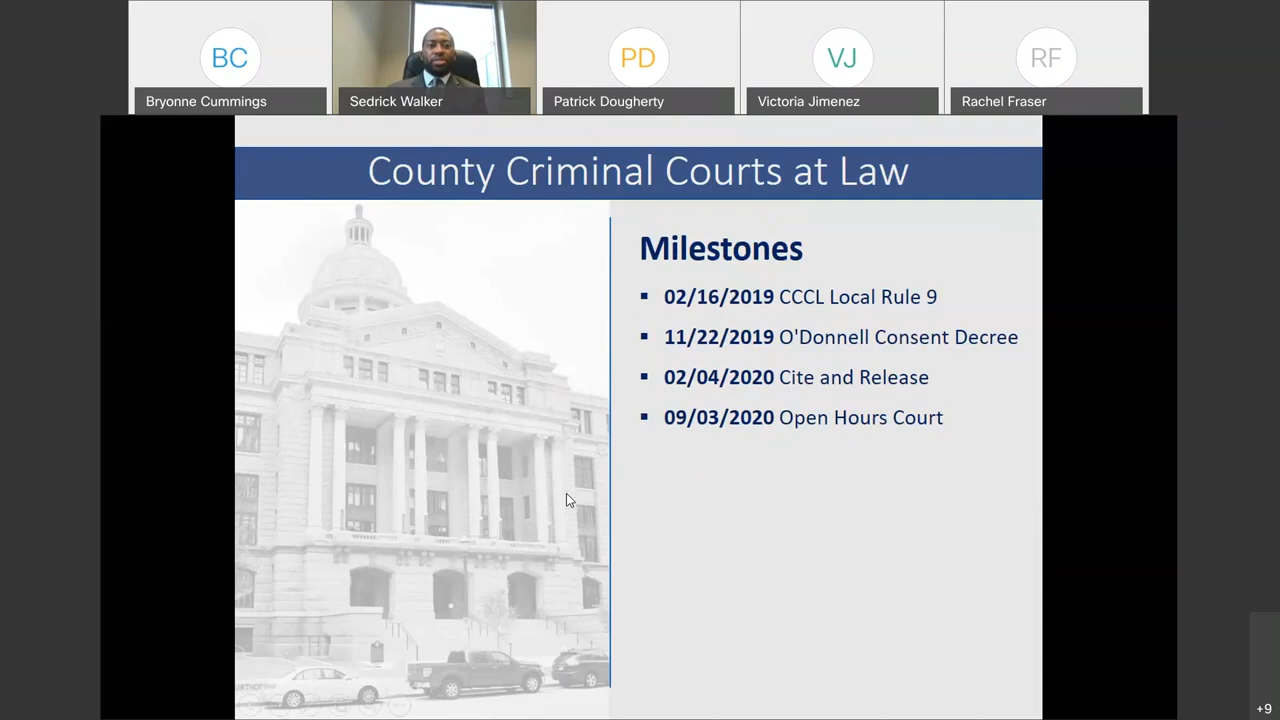 BC
Bryonne Cummings
Sedrick Walker
PD
Patrick Dougherty
VJ
Victoria Jimenez
RF
Rachel Fraser
County Criminal Courts at Law
Milestones
▪ 02/16/2019 CCCL Local Rule 9
▪ 11/22/2019 O'Donnell Consent Decree
▪ 02/04/2020 Cite and Release
▪ 09/03/2020 Open Hours Court
+9